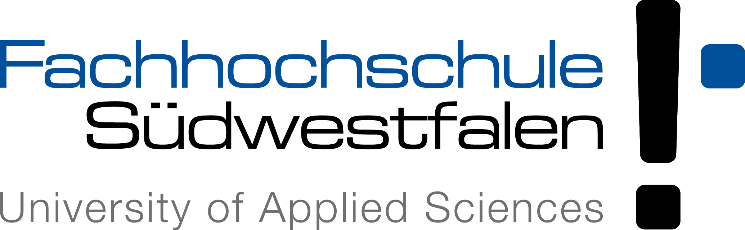 Fachhochschule
Südwestfalen
University of Applied Sciences